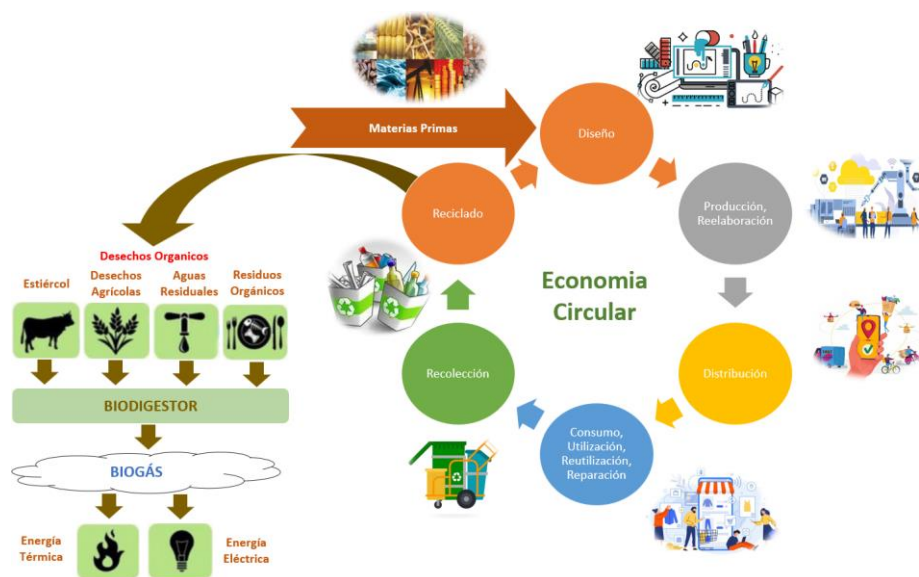 Materias Primas
Diseño
Reciclado
Producción,
Reelaboración
Desechos Organicos
Estiércol
Desechos
Agrícolas
Aguas
Residuales
Residuos
Orgánicos
Economia
Circular
Recolección
Distribución
BIODIGESTOR
Consumo,
Utilización,
Reutilización,
Reparación
BIOGÁS
Energía
Térmica
Energía
Eléctrica